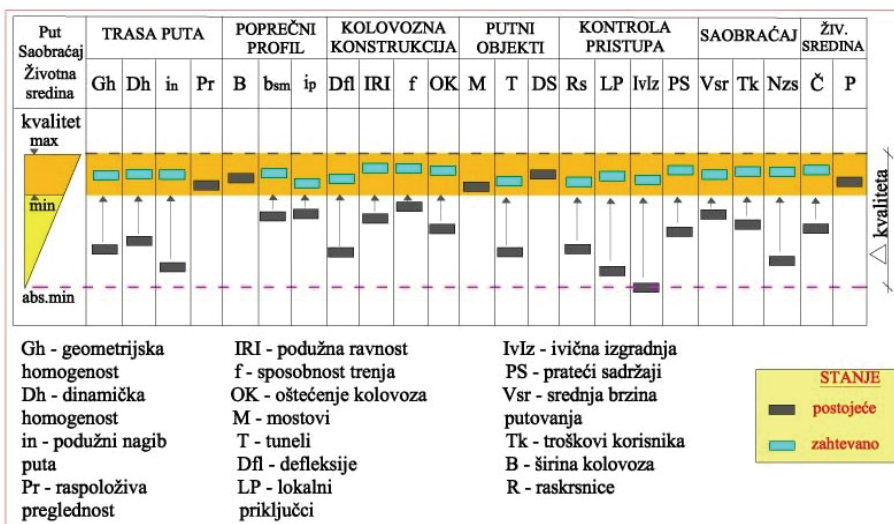 Put
Saobraćaj
Životna
sredina
TRASA PUTA
POPREČNI
PROFIL
KOLOVOZNA
KONSTRUKCIJA
PUTNI
OBJEKTI
KONTROLA
PRISTUPA
SAOBRAĆAJ
ŽIV.
SREDINA
Gh Dh in Pr B bsm ip Dfl IRI f OK M T DS Rs LP IvIz PS Vsr Tk Nzs Č P
kvalitet
max
min
abs.min
△ kvaliteta
Gh - geometrijska
homogenost
Dh - dinamička
homogenost
in - podužni nagib
puta
Pr - raspoloživa
preglednost
IRI - podužna ravnost
f - sposobnost trenja
OK - oštećenje kolovoza
M - mostovi
T - tuneli
Dfl - defleksije
LP - lokalni
priključci
IvIz - ivična izgradnja
PS - prateći sadržaji
Vsr - srednja brzina
putovanja
Tk - troškovi korisnika
B - širina kolovoza
R - raskrsnice
STANJE
postojeće
zahtevano